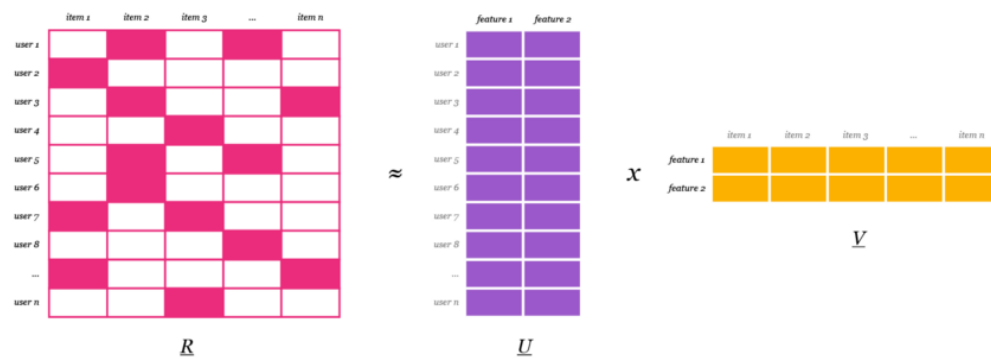 item 1 item 2 item 3 ... item n
user 1
user 2
user 3
user 4
user 5
user 6
user 7
user 8
...
user n
R
≈
feature 1 feature 2
user 1
user 2
user 3
user 4
user 5
user 6
user 7
user 8
...
user n
U
x
item 1 item 2 item 3 ... item n
feature 1
feature 2
V